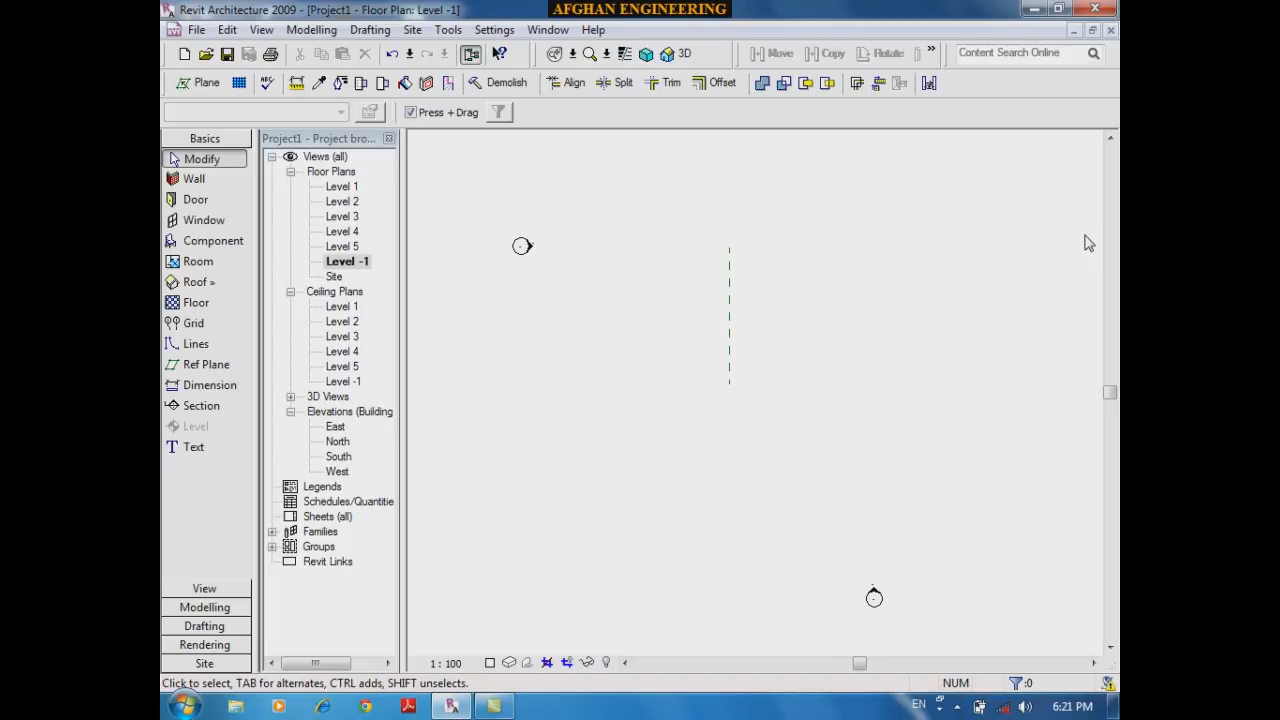 AFGHAN ENGINEERING
Revit Architecture 2009 - [Project1 - Floor Plan: Level -1]
File Edit View Modelling Drafting Site Tools Settings Window Help
3D Move Copy Rotate » Content Search Online
Plane Demolish Align Split Trim Offset
Press + Drag
Basics
Modify
Wall
Door
Window
Component
Room
Roof »
Floor
Grid
Lines
Ref Plane
Dimension
Section
Level
Text
View
Modelling
Drafting
Rendering
Site
Project1 - Project bro...
Views (all)
Floor Plans
Level 1
Level 2
Level 3
Level 4
Level 5
Level -1
Site
Ceiling Plans
Level 1
Level 2
Level 3
Level 4
Level 5
Level -1
3D Views
Elevations (Building
East
North
South
West
Legends
Schedules/Quantitie
Sheets (all)
Families
Groups
Revit Links
1 : 100
Click to select, TAB for alternates, CTRL adds, SHIFT unselects.
NUM
:0
EN
6:21 PM